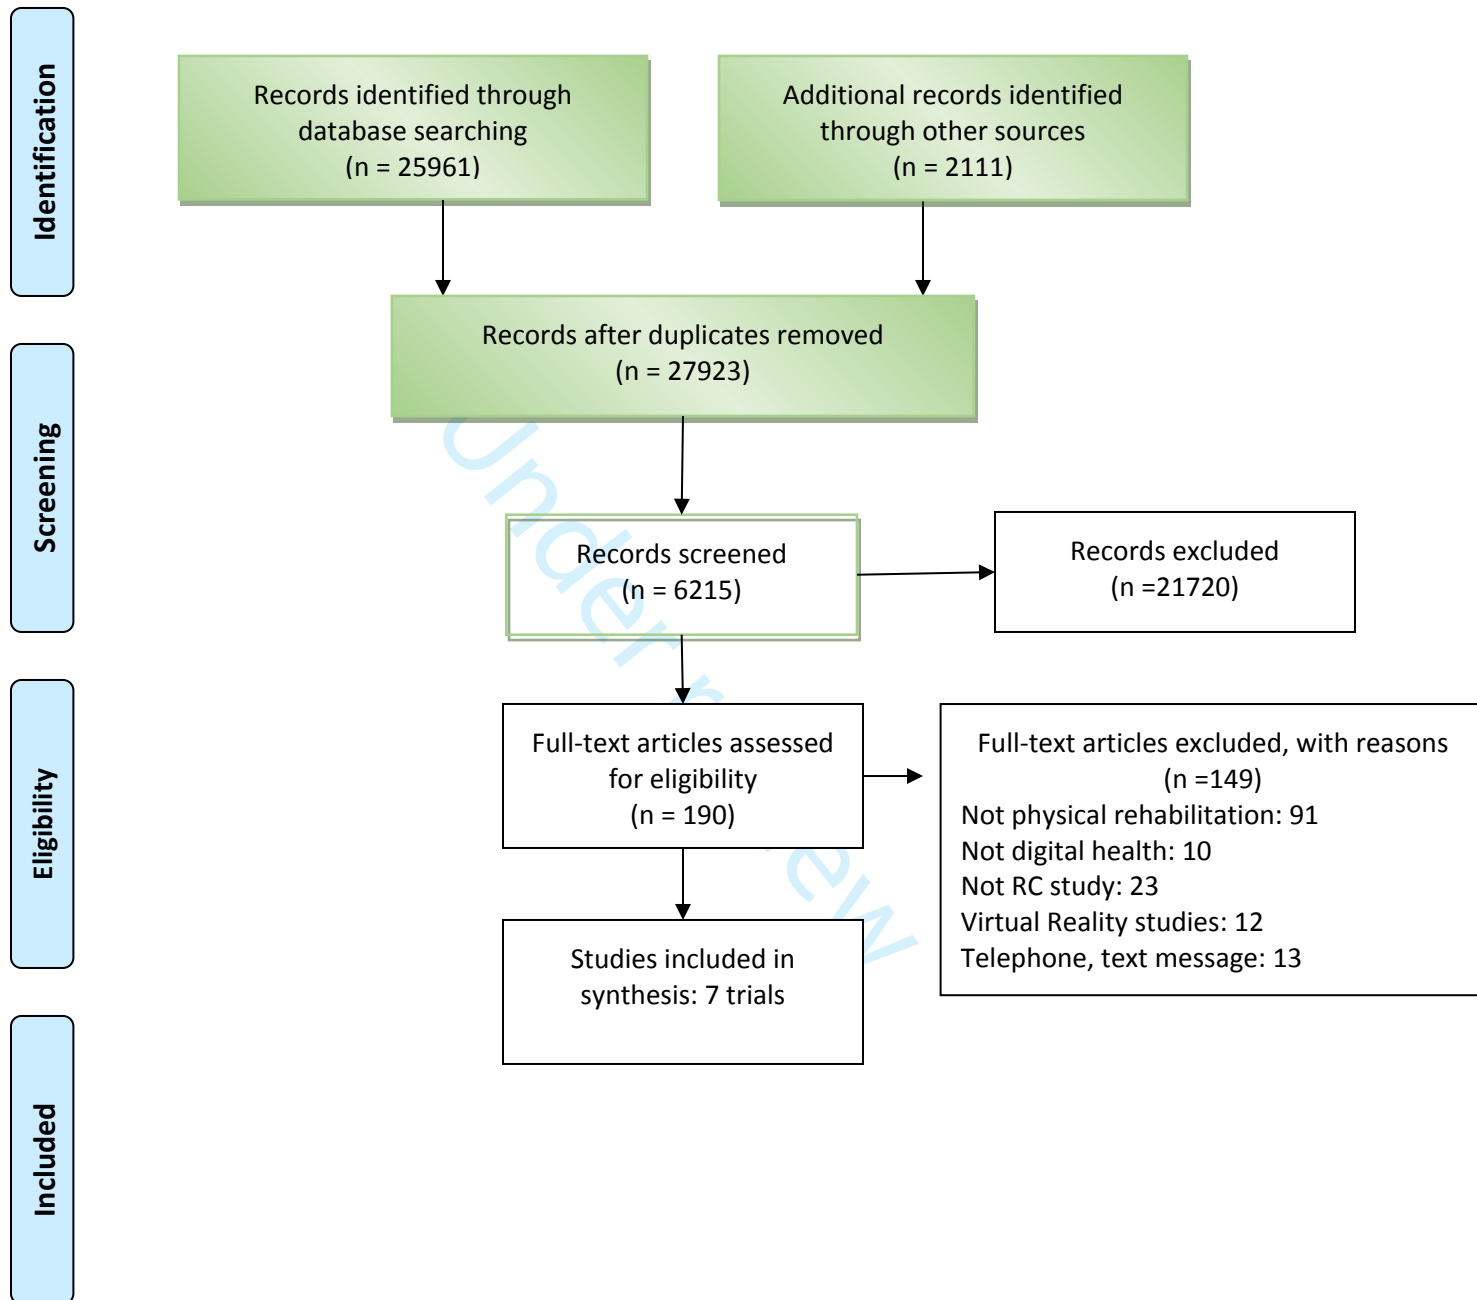 Identification
Records identified through
database searching
(n = 25961)
Additional records identified
through other sources
(n = 2111)
Records after duplicates removed
(n = 27923)
Screening
Records screened
(n = 6215)
Records excluded
(n =21720)
Eligibility
Full-text articles assessed
for eligibility
(n = 190)
Full-text articles excluded, with reasons
(n =149)
Not physical rehabilitation: 91
Not digital health: 10
Not RC study: 23
Virtual Reality studies: 12
Telephone, text message: 13
Studies included in
synthesis: 7 trials
Included
Under review